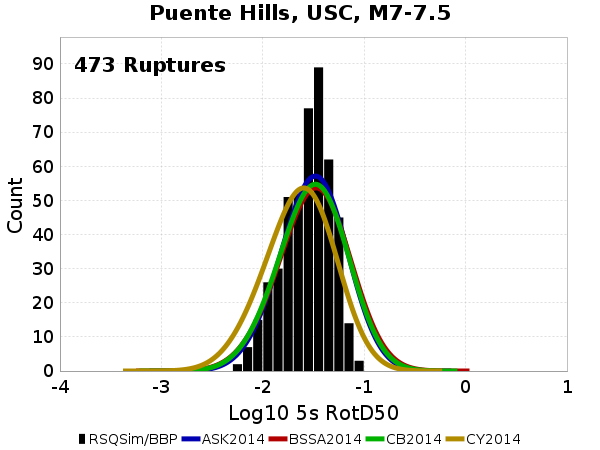 Puente Hills, USC, M7-7.5
473 Ruptures
90
80
70
60
50
40
30
20
10
0
Count
-4 -3 -2 -1 0 1
Log10 5s RotD50
RSQSim/BBP ASK2014 BSSA2014 CB2014 CY2014